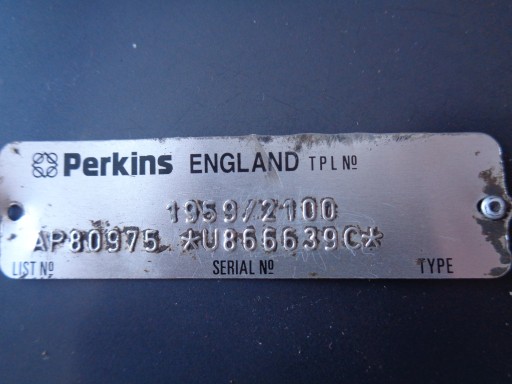 Perkins ENGLAND TPL Nº
1959/2100
AP80975 *U866639C*
LIST Nº SERIAL Nº TYPE